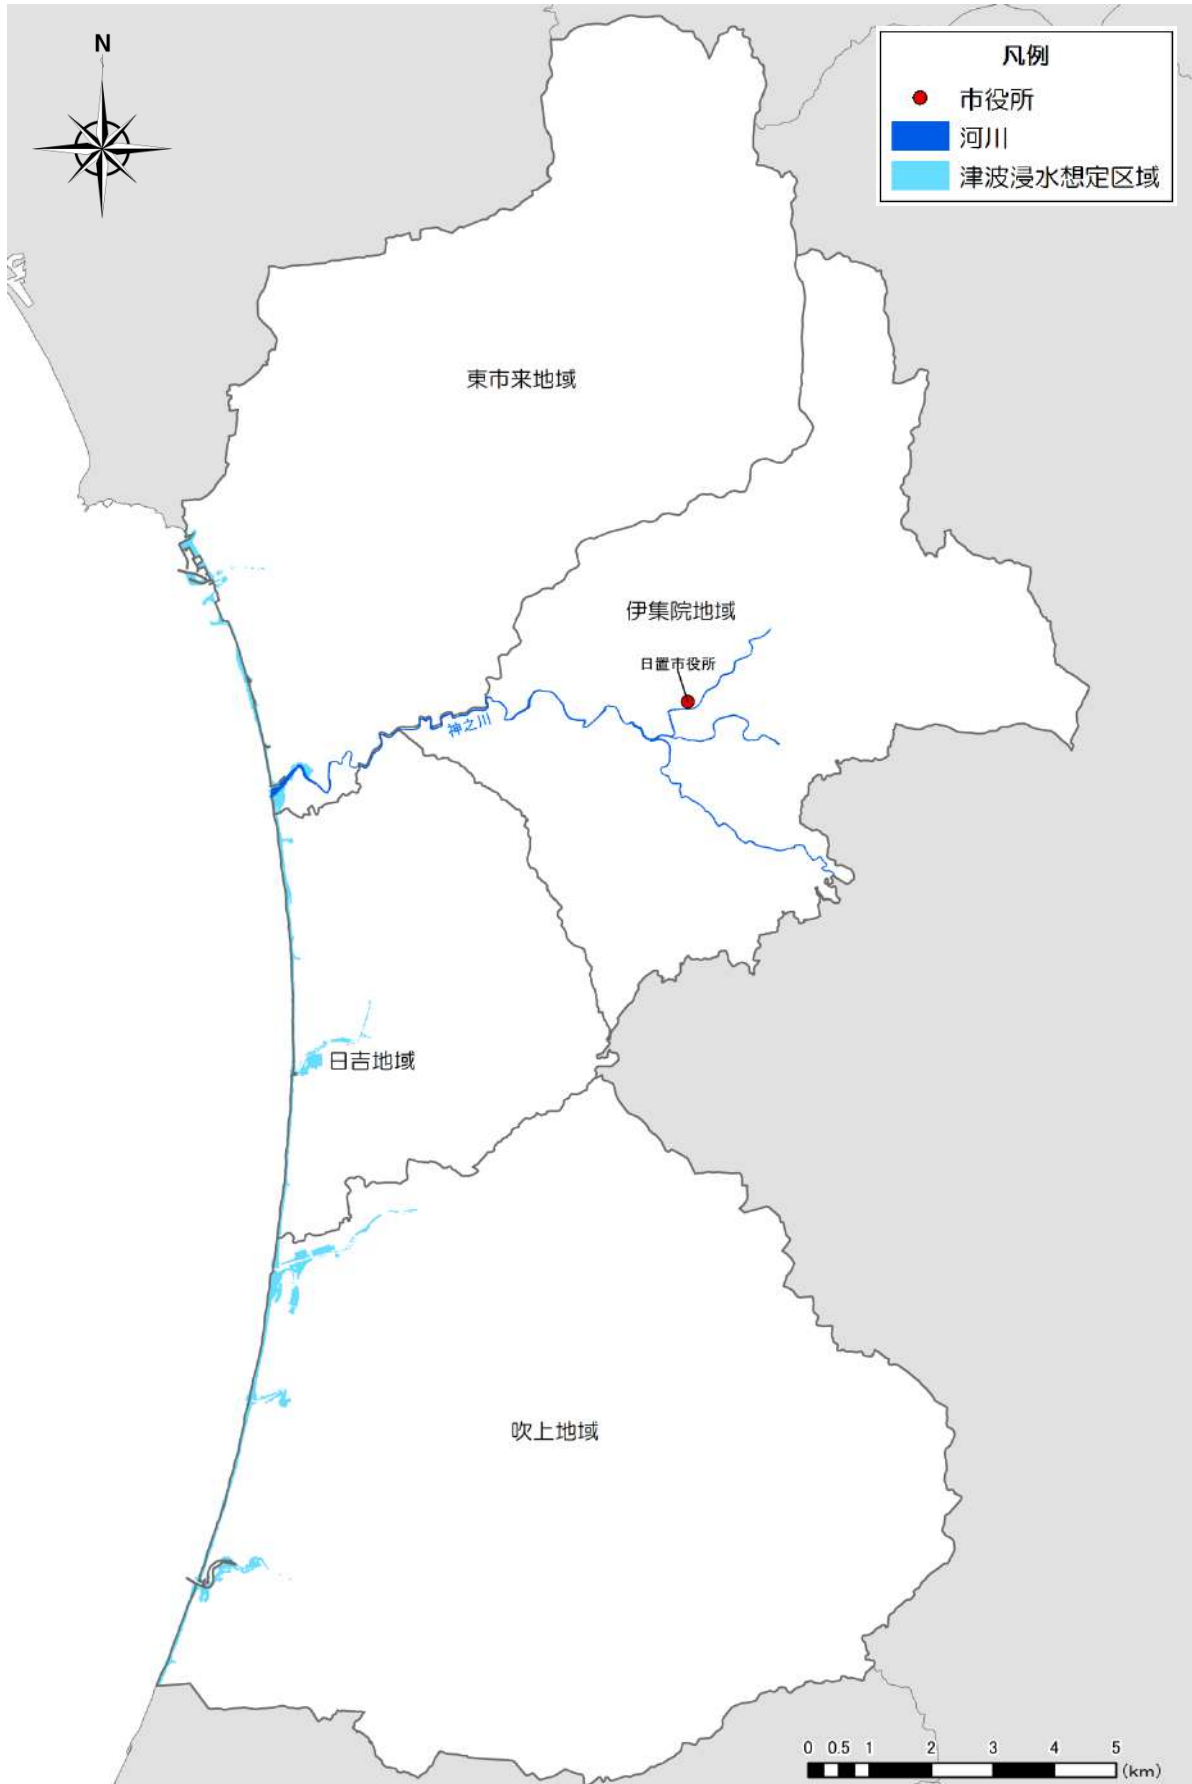 N
凡例
市役所
河川
津波浸水想定区域
東市来地域
伊集院地域
日置市役所
神之川
日吉地域
吹上地域
0 0.5 1 2 3 4 5
(km)